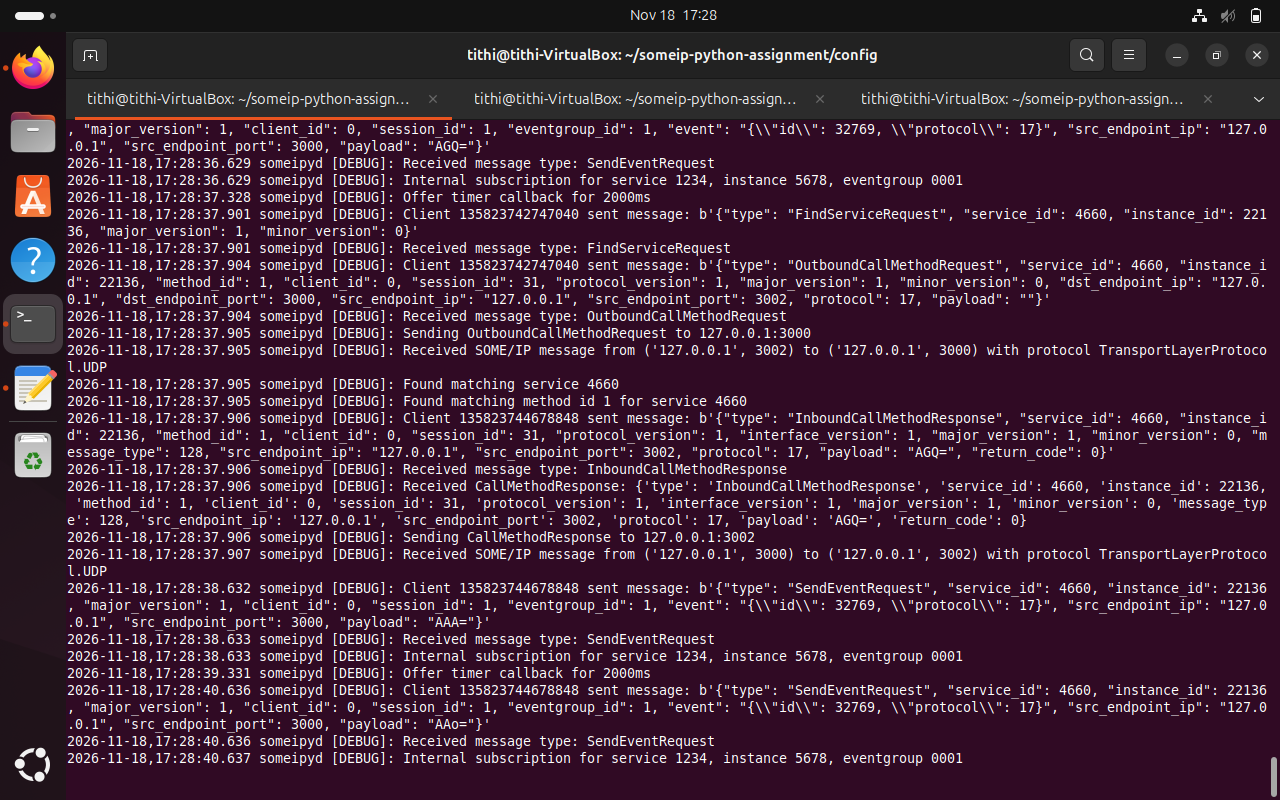 Nov 18 17:28
tithi@tithi-VirtualBox: ~/someip-python-assignment/config
tithi@tithi-VirtualBox: ~/someip-python-assign...
tithi@tithi-VirtualBox: ~/someip-python-assign...
tithi@tithi-VirtualBox: ~/someip-python-assign...
, "major_version": 1, "client_id": 0, "session_id": 1, "eventgroup_id": 1, "event": "{\\"id\\": 32769, \\"protocol\\": 17}", "src_endpoint_ip": "127.0
.0.1", "src_endpoint_port": 3000, "payload": "AGQ="}'
2026-11-18,17:28:36.629 someipyd [DEBUG]: Received message type: SendEventRequest
2026-11-18,17:28:36.629 someipyd [DEBUG]: Internal subscription for service 1234, instance 5678, eventgroup 0001
2026-11-18,17:28:37.328 someipyd [DEBUG]: Offer timer callback for 2000ms
2026-11-18,17:28:37.901 someipyd [DEBUG]: Client 135823742747040 sent message: b'{"type": "FindServiceRequest", "service_id": 4660, "instance_id": 221
36, "major_version": 1, "minor_version": 0}'
2026-11-18,17:28:37.901 someipyd [DEBUG]: Received message type: FindServiceRequest
2026-11-18,17:28:37.904 someipyd [DEBUG]: Client 135823742747040 sent message: b'{"type": "OutboundCallMethodRequest", "service_id": 4660, "instance_i
d": 22136, "method_id": 1, "client_id": 0, "session_id": 31, "protocol_version": 1, "major_version": 1, "minor_version": 0, "dst_endpoint_ip": "127.0.
0.1", "dst_endpoint_port": 3000, "src_endpoint_ip": "127.0.0.1", "src_endpoint_port": 3002, "protocol": 17, "payload": ""}'
2026-11-18,17:28:37.904 someipyd [DEBUG]: Received message type: OutboundCallMethodRequest
2026-11-18,17:28:37.905 someipyd [DEBUG]: Sending OutboundCallMethodRequest to 127.0.0.1:3000
2026-11-18,17:28:37.905 someipyd [DEBUG]: Received SOME/IP message from ('127.0.0.1', 3002) to ('127.0.0.1', 3000) with protocol TransportLayerProtoco
l.UDP
2026-11-18,17:28:37.905 someipyd [DEBUG]: Found matching service 4660
2026-11-18,17:28:37.905 someipyd [DEBUG]: Found matching method id 1 for service 4660
2026-11-18,17:28:37.906 someipyd [DEBUG]: Client 135823744678848 sent message: b'{"type": "InboundCallMethodResponse", "service_id": 4660, "instance_i
d": 22136, "method_id": 1, "client_id": 0, "session_id": 31, "protocol_version": 1, "interface_version": 1, "major_version": 1, "minor_version": 0, "m
essage_type": 128, "src_endpoint_ip": "127.0.0.1", "src_endpoint_port": 3002, "protocol": 17, "payload": "AGQ=", "return_code": 0}'
2026-11-18,17:28:37.906 someipyd [DEBUG]: Received message type: InboundCallMethodResponse
2026-11-18,17:28:37.906 someipyd [DEBUG]: Received CallMethodResponse: {'type': 'InboundCallMethodResponse', 'service_id': 4660, 'instance_id': 22136,
 'method_id': 1, 'client_id': 0, 'session_id': 31, 'protocol_version': 1, 'interface_version': 1, 'major_version': 1, 'minor_version': 0, 'message_typ
e': 128, 'src_endpoint_ip': '127.0.0.1', 'src_endpoint_port': 3002, 'protocol': 17, 'payload': 'AGQ=', 'return_code': 0}
2026-11-18,17:28:37.906 someipyd [DEBUG]: Sending CallMethodResponse to 127.0.0.1:3002
2026-11-18,17:28:37.907 someipyd [DEBUG]: Received SOME/IP message from ('127.0.0.1', 3000) to ('127.0.0.1', 3002) with protocol TransportLayerProtoco
l.UDP
2026-11-18,17:28:38.632 someipyd [DEBUG]: Client 135823744678848 sent message: b'{"type": "SendEventRequest", "service_id": 4660, "instance_id": 22136
, "major_version": 1, "client_id": 0, "session_id": 1, "eventgroup_id": 1, "event": "{\\"id\\": 32769, \\"protocol\\": 17}", "src_endpoint_ip": "127.0
.0.1", "src_endpoint_port": 3000, "payload": "AAA="}'
2026-11-18,17:28:38.633 someipyd [DEBUG]: Received message type: SendEventRequest
2026-11-18,17:28:38.633 someipyd [DEBUG]: Internal subscription for service 1234, instance 5678, eventgroup 0001
2026-11-18,17:28:39.331 someipyd [DEBUG]: Offer timer callback for 2000ms
2026-11-18,17:28:40.636 someipyd [DEBUG]: Client 135823744678848 sent message: b'{"type": "SendEventRequest", "service_id": 4660, "instance_id": 22136
, "major_version": 1, "client_id": 0, "session_id": 1, "eventgroup_id": 1, "event": "{\\"id\\": 32769, \\"protocol\\": 17}", "src_endpoint_ip": "127.0
.0.1", "src_endpoint_port": 3000, "payload": "AAo="}'
2026-11-18,17:28:40.636 someipyd [DEBUG]: Received message type: SendEventRequest
2026-11-18,17:28:40.637 someipyd [DEBUG]: Internal subscription for service 1234, instance 5678, eventgroup 0001